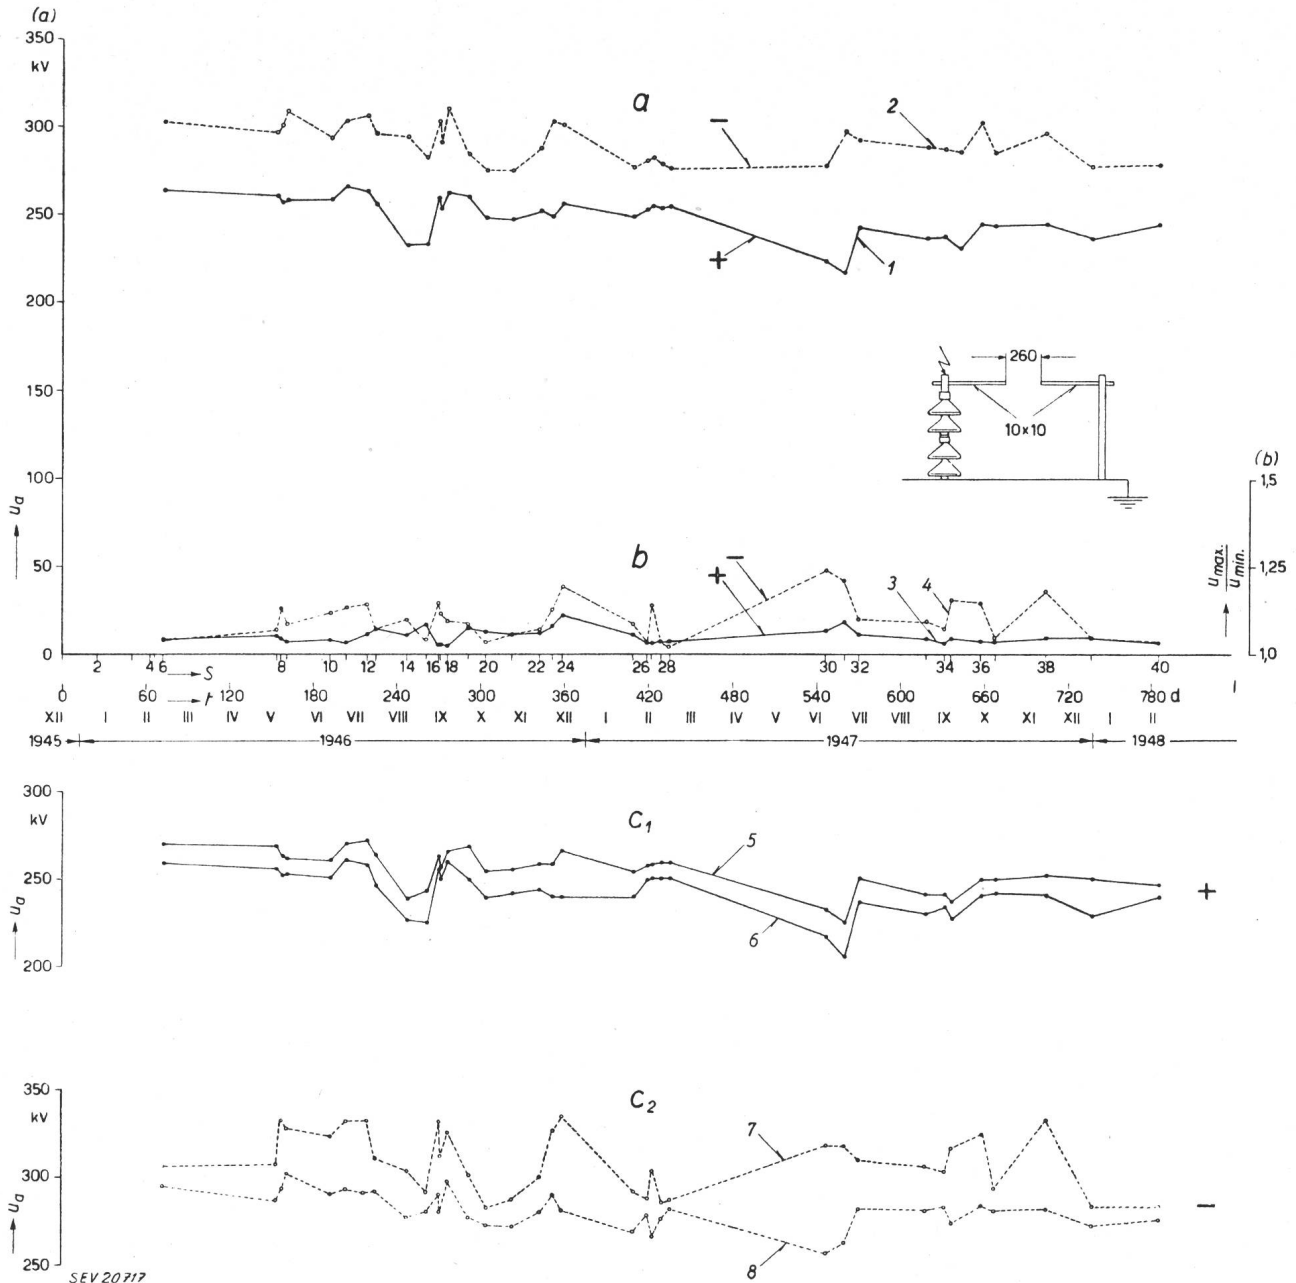 (a)
350
kV
300
250
200
150
100
50
0
u_a
a
−
2
+
1
260
10×10
(b)
1,5
1,25
1,0
u_max.
u_min.
b
+
−
3
4
2 4 6 8 10 12 14 16 18 20 22 24 26 28 30 32 34 36 38 40
S
0 60 120 180 240 300 360 420 480 540 600 660 720 780 d
t
XII I II III IV V VI VII VIII IX X XI XII I II III IV V VI VII VIII IX X XI XII I II
1945 1946 1947 1948
300
kV
250
200
u_a
C₁
5
6
+
350
kV
300
250
u_a
C₂
7
8
−
SEV 20717